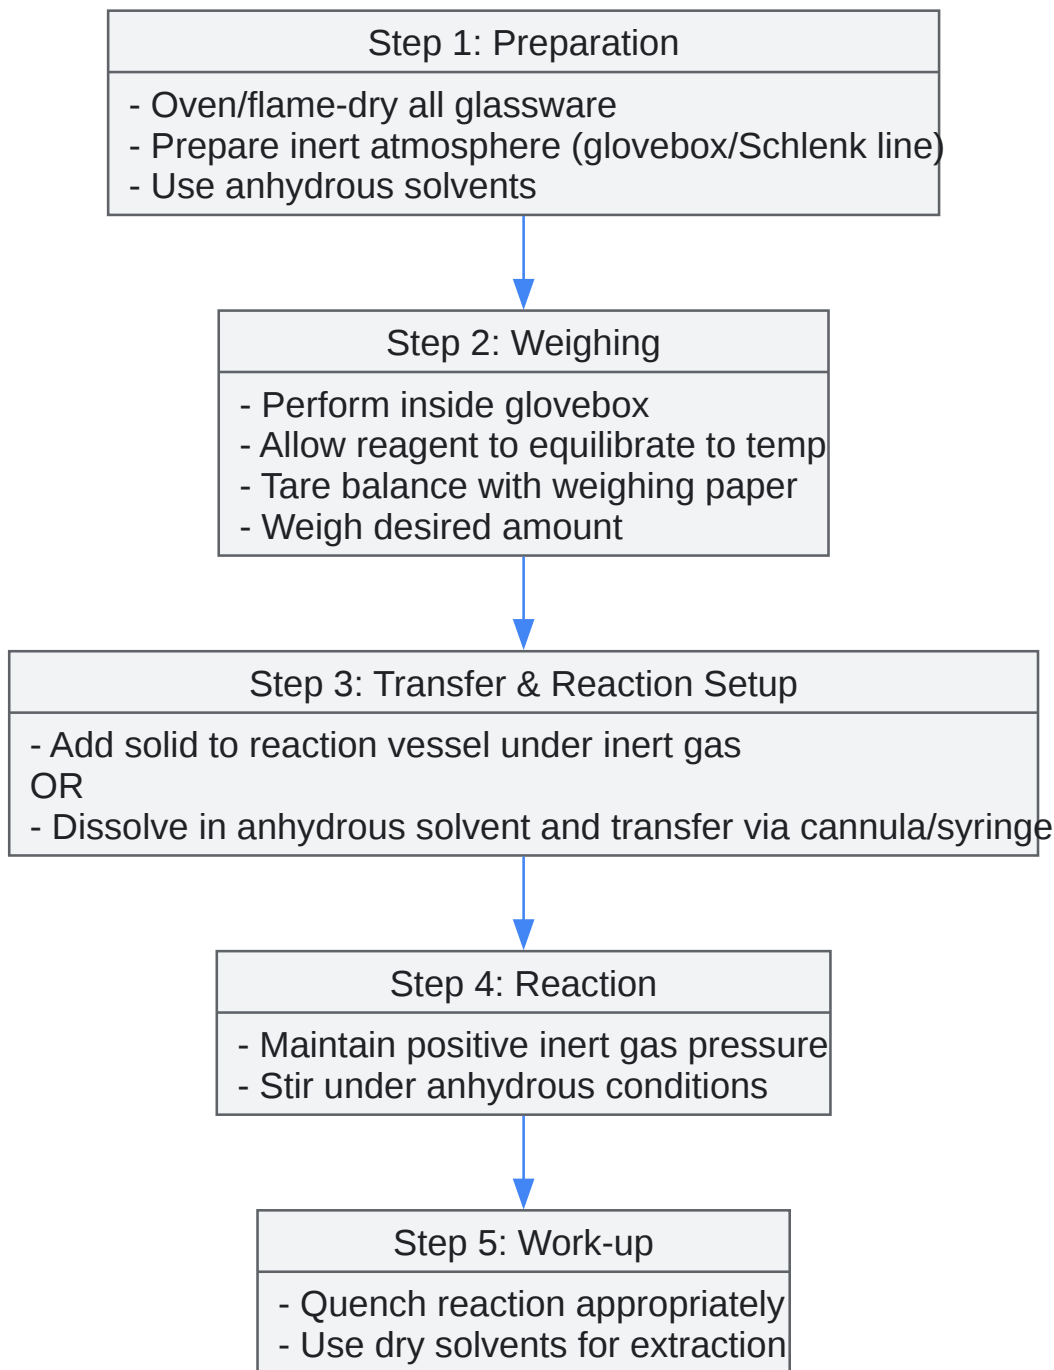 Step 1: Preparation
- Oven/flame-dry all glassware
- Prepare inert atmosphere (glovebox/Schlenk line)
- Use anhydrous solvents
Step 2: Weighing
- Perform inside glovebox
- Allow reagent to equilibrate to temp
- Tare balance with weighing paper
- Weigh desired amount
Step 3: Transfer & Reaction Setup
- Add solid to reaction vessel under inert gas
OR
- Dissolve in anhydrous solvent and transfer via cannula/syringe
Step 4: Reaction
- Maintain positive inert gas pressure
- Stir under anhydrous conditions
Step 5: Work-up
- Quench reaction appropriately
- Use dry solvents for extraction